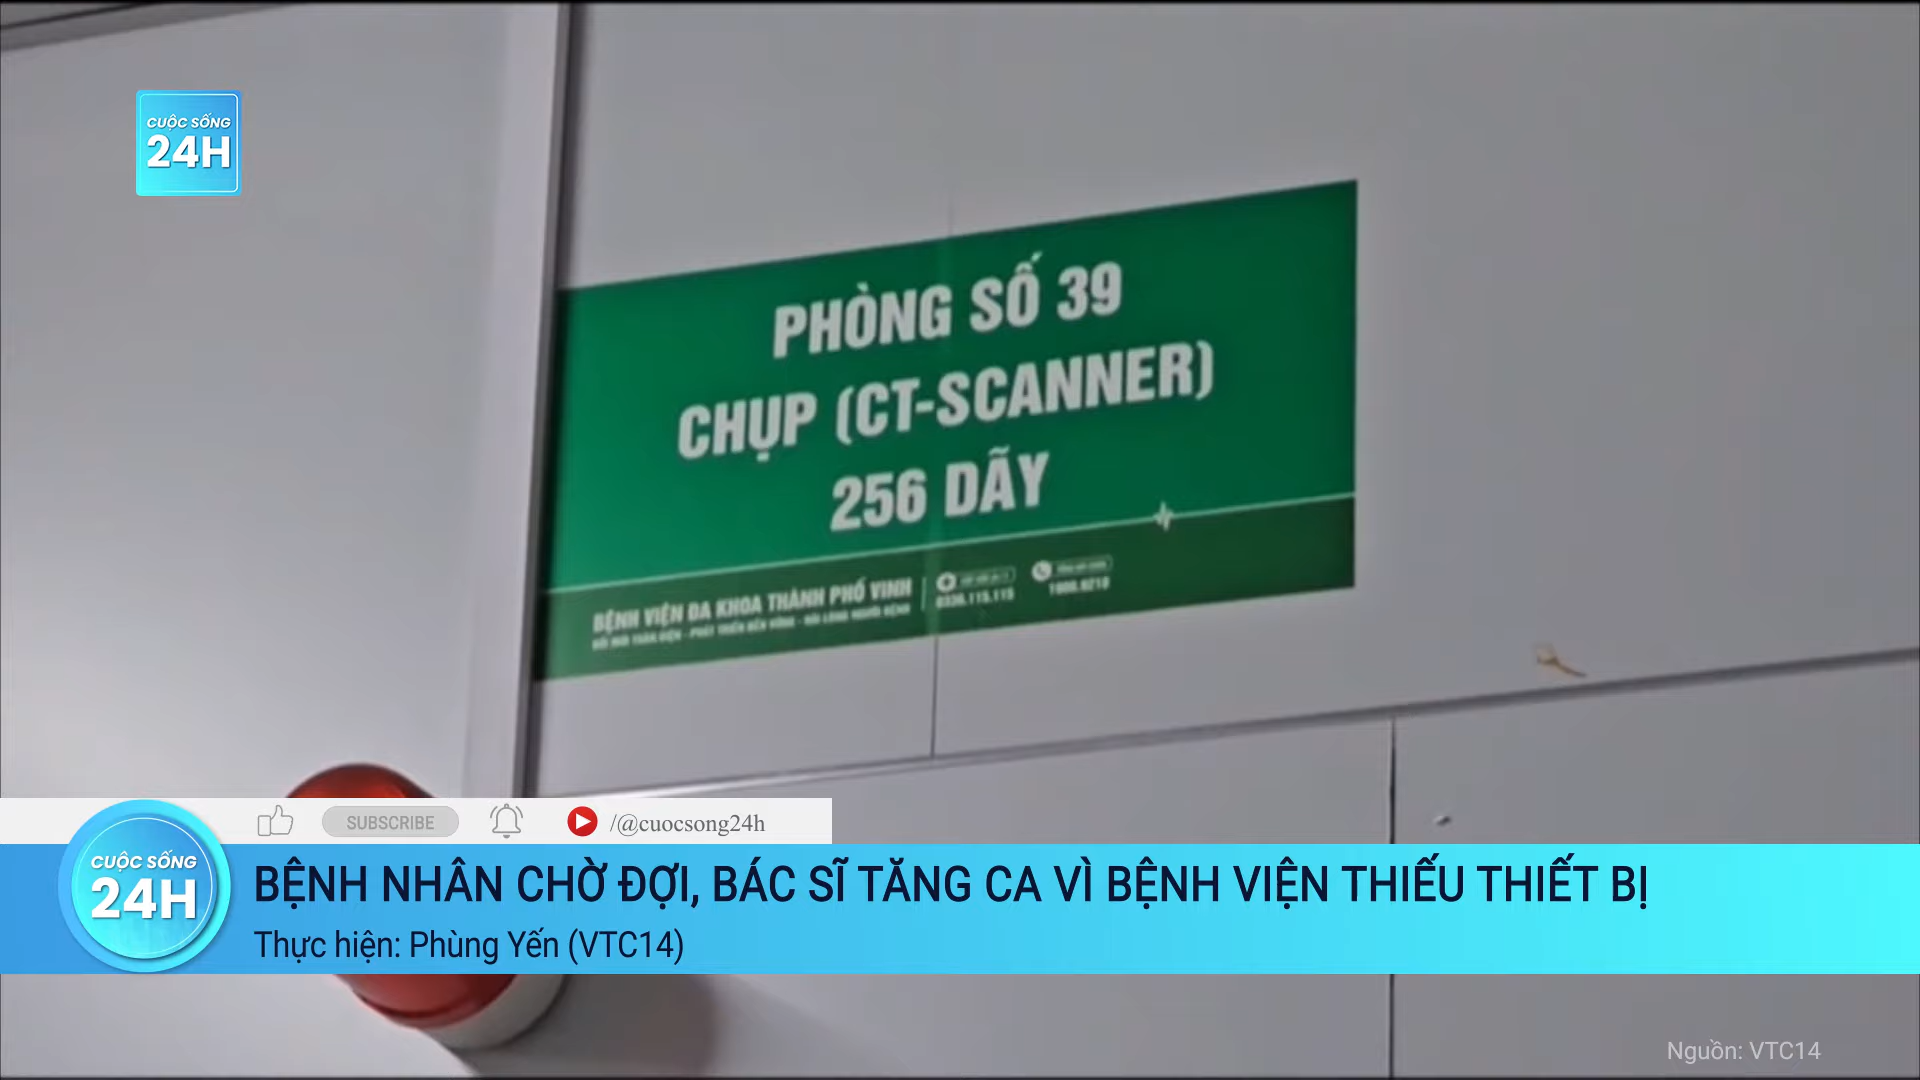 CUỘC SỐNG
24H
PHÒNG SỐ 39
CHỤP (CT-SCANNER)
256 DÃY
BỆNH VIỆN ĐA KHOA THÀNH PHỐ VINH
SUBSCRIBE
/@cuocsong24h
CUỘC SỐNG
24H
BỆNH NHÂN CHỜ ĐỢI, BÁC SĨ TĂNG CA VÌ BỆNH VIỆN THIẾU THIẾT BỊ
Thực hiện: Phùng Yến (VTC14)
Nguồn: VTC14